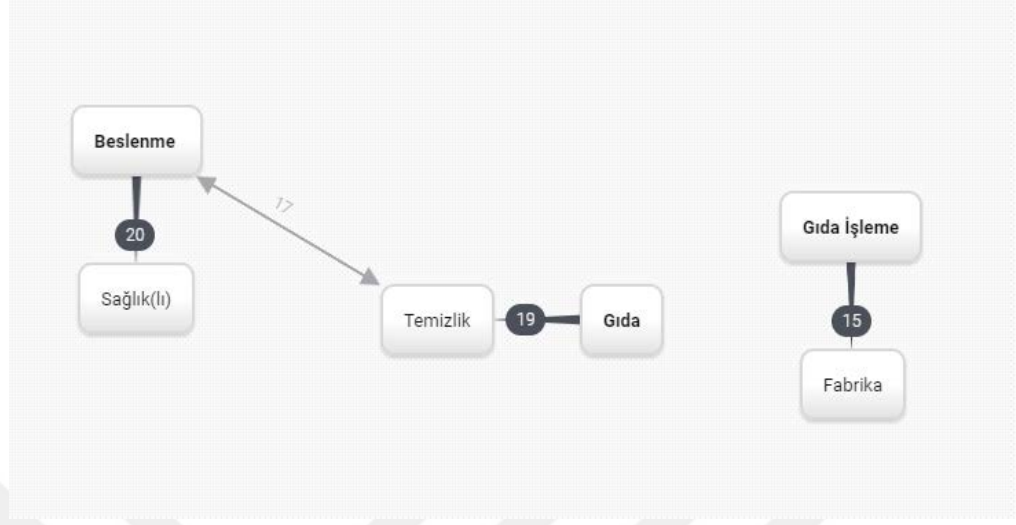 Beslenme
17
20
Gıda İşleme
Sağlık(lı)
Temizlik
19
Gıda
15
Fabrika